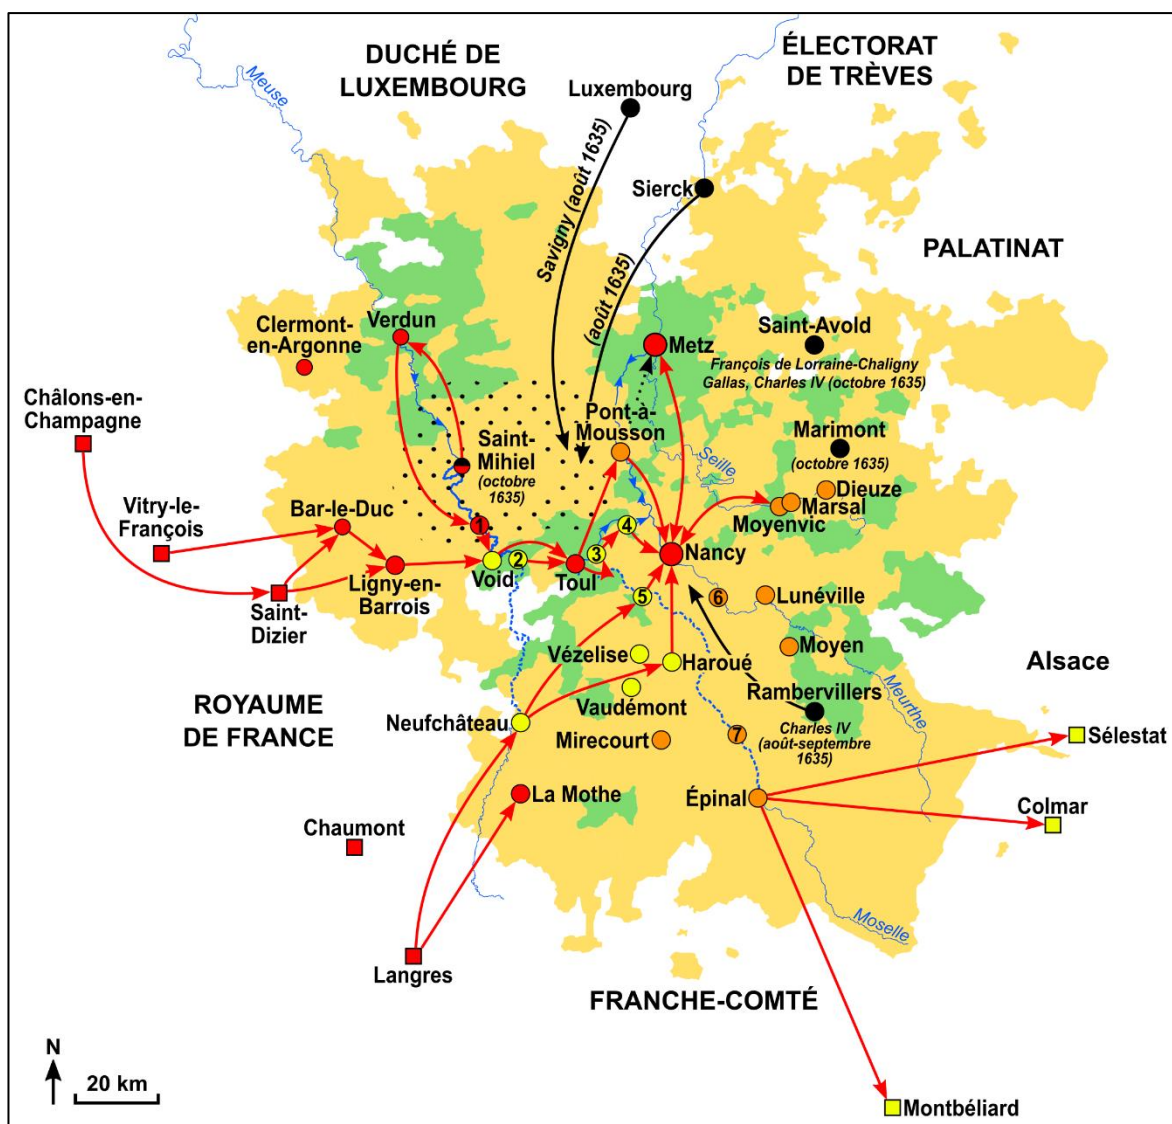 DUCHÉ DE
LUXEMBOURG
ÉLECTORAT
DE TRÈVES
Meuse
Luxembourg
Savigny (août 1635)
Sierck
(août 1635)
PALATINAT
Clermont-
en-Argonne
Verdun
Metz
Saint-Avold
François de Lorraine-Chaligny
Gallas, Charles IV (octobre 1635)
Châlons-en-
Champagne
Pont-à-
Mousson
Saint-
Mihiel
(octobre
1635)
Seille
Marimont
(octobre 1635)
Dieuze
Marsal
Moyenvic
Vitry-le-
François
Bar-le-Duc
1
2
3
4
Nancy
Void
Toul
Ligny-en-
Barrois
Saint-
Dizier
5
6
Lunéville
Vézelise
Haroué
Moyen
Meurthe
Alsace
Vaudémont
Rambervillers
Charles IV
(août-septembre
1635)
ROYAUME
DE FRANCE
Neufchâteau
Mirecourt
7
Sélestat
La Mothe
Épinal
Colmar
Chaumont
Moselle
Langres
FRANCHE-COMTÉ
N
20 km
Montbéliard